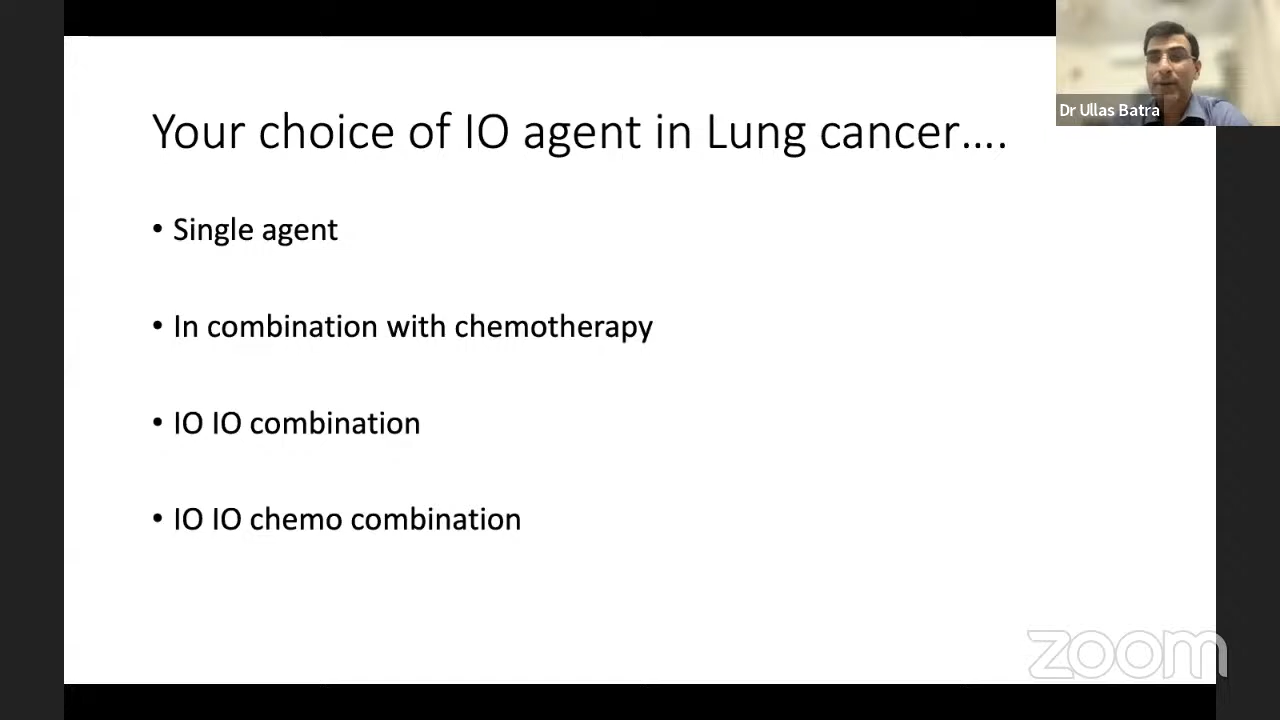 Your choice of IO agent in Lung cancer....
• Single agent
• In combination with chemotherapy
• IO IO combination
• IO IO chemo combination
Dr Ullas Batra
zoom